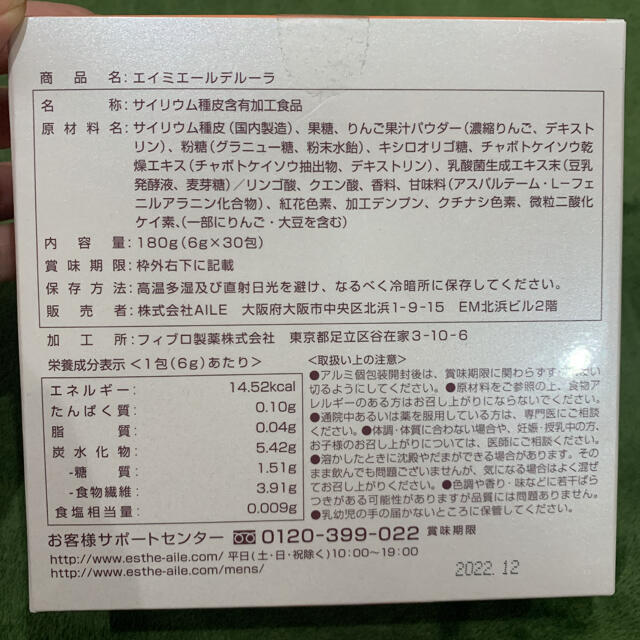 商品名：エイミエールデルーラ
名称：サイリウム種皮含有加工食品
原材料名：サイリウム種皮（国内製造）、果糖、りんご果汁パウダー（濃縮りんご、デキスト
リン）、粉糖（グラニュー糖、粉末水飴）、キシロオリゴ糖、チャボトケイソウ乾
燥エキス（チャボトケイソウ抽出物、デキストリン）、乳酸菌生成エキス末（豆乳
発酵液、麦芽糖）／リンゴ酸、クエン酸、香料、甘味料（アスパルテーム・L-フェ
ニルアラニン化合物）、紅花色素、加工デンプン、クチナシ色素、微粒二酸化
ケイ素、（一部にりんご・大豆を含む）
内容量：180g（6g×30包）
賞味期限：枠外右下に記載
保存方法：高温多湿及び直射日光を避け、なるべく冷暗所に保存してください。
販売者：株式会社AILE 大阪府大阪市中央区北浜1-9-15 EM北浜ビル2階
加工所：フィブロ製薬株式会社 東京都足立区谷在家3-10-6
栄養成分表示＜1包（6g）あたり＞
エネルギー： 14.52kcal
たんぱく質： 0.10g
脂質： 0.04g
炭水化物： 5.42g
-糖質： 1.51g
-食物繊維： 3.91g
食塩相当量： 0.009g
＜取扱い上の注意＞
●アルミ個包装開封後は、賞味期限に関わらずすぐに使い
切るようにしてください。●原材料をご参照の上、食物ア
レルギーのある方はお召し上がりにならないでください。
●通院中あるいは薬を服用している方は、専門医にご相談
ください。●体調・体質に合わない場合や、妊娠・授乳中の方、
お子様のお召し上がりについては、医師にご相談ください。
●溶かしたときに沈殿やだまができる場合があります。その
まま飲んでも問題ございませんが、気になる場合はよく混ぜ
てお召し上がりください。●色調や香り・味などに若干ばら
つきがある可能性がありますが品質には問題ありません。
●乳幼児の手の届かないところに保管してください。
お客様サポートセンター 0120-399-022
http://www.esthe-aile.com/ 平日（土・日・祝除く）10:00〜19:00
http://www.esthe-aile.com/mens/
賞味期限
2022.12